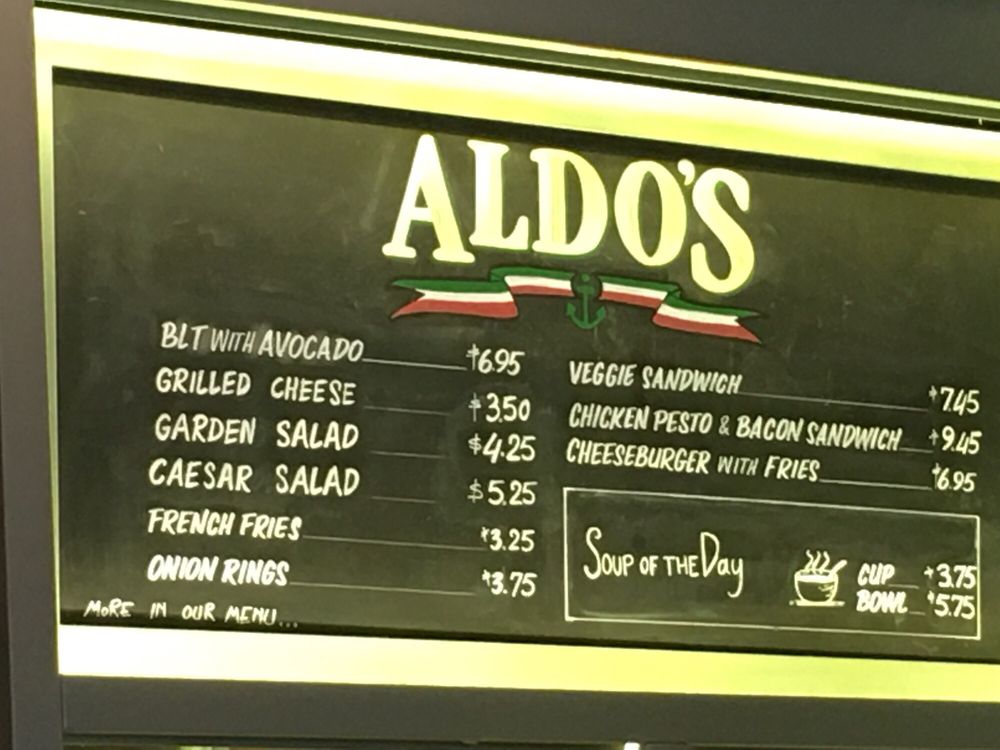 ALDO'S
BLT WITH AVOCADO $6.95
GRILLED CHEESE $3.50
GARDEN SALAD $4.25
CAESAR SALAD $5.25
FRENCH FRIES $3.25
ONION RINGS $3.75
MORE IN OUR MENU...
VEGGIE SANDWICH $7.45
CHICKEN PESTO & BACON SANDWICH $9.45
CHEESEBURGER WITH FRIES $6.95
SOUP OF THE DAY
CUP $3.75
BOWL $5.75